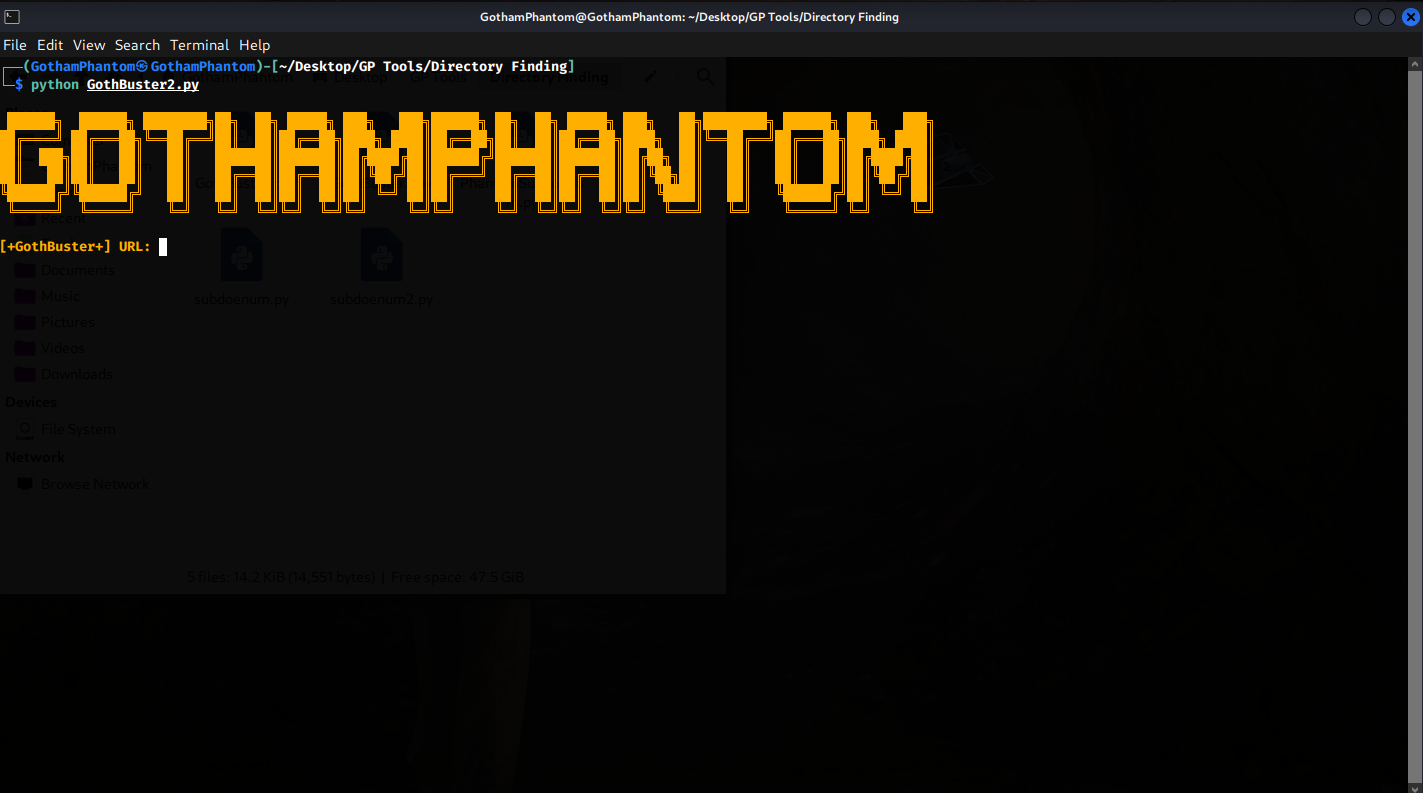 GothamPhantom@GothamPhantom: ~/Desktop/GP Tools/Directory Finding
File Edit View Search Terminal Help
┌──(GothamPhantom㉿GothamPhantom)-[~/Desktop/GP Tools/Directory Finding]
└─$ python GothBuster2.py
GOTHAMPHANTOM
[+GothBuster+] URL:
Documents
Music
subdoenum.py subdoenum2.py
Pictures
Videos
Downloads
Devices
File System
Network
Browse Network
5 files: 14.2 KiB (14,551 bytes) | Free space: 47.5 GiB